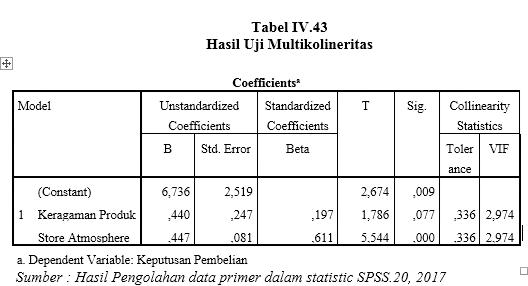 Tabel IV.43
Hasil Uji Multikolineritas
Coefficientsᵃ
Model Unstandardized Coefficients Standardized Coefficients T Sig. Collinearity Statistics
B Std. Error Beta Toler ance VIF
(Constant) 6,736 2,519 2,674 ,009
1 Keragaman Produk ,440 ,247 ,197 1,786 ,077 ,336 2,974
Store Atmosphere ,447 ,081 ,611 5,544 ,000 ,336 2,974
a. Dependent Variable: Keputusan Pembelian
Sumber : Hasil Pengolahan data primer dalam statistic SPSS.20, 2017